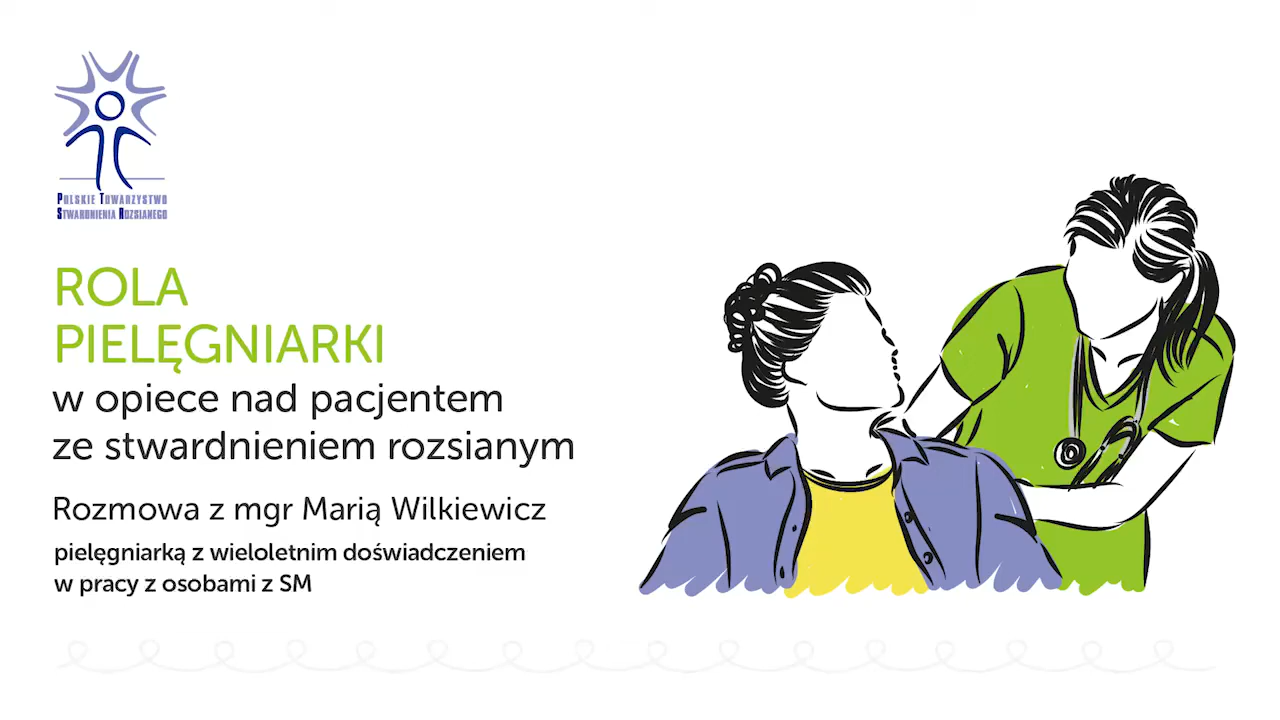 POLSKIE TOWARZYSTWO
STWARDNIENIA ROZSIANEGO
ROLA
PIELĘGNIARKI
w opiece nad pacjentem
ze stwardnieniem rozsianym
Rozmowa z mgr Marią Wilkiewicz
pielęgniarką z wieloletnim doświadczeniem
w pracy z osobami z SM